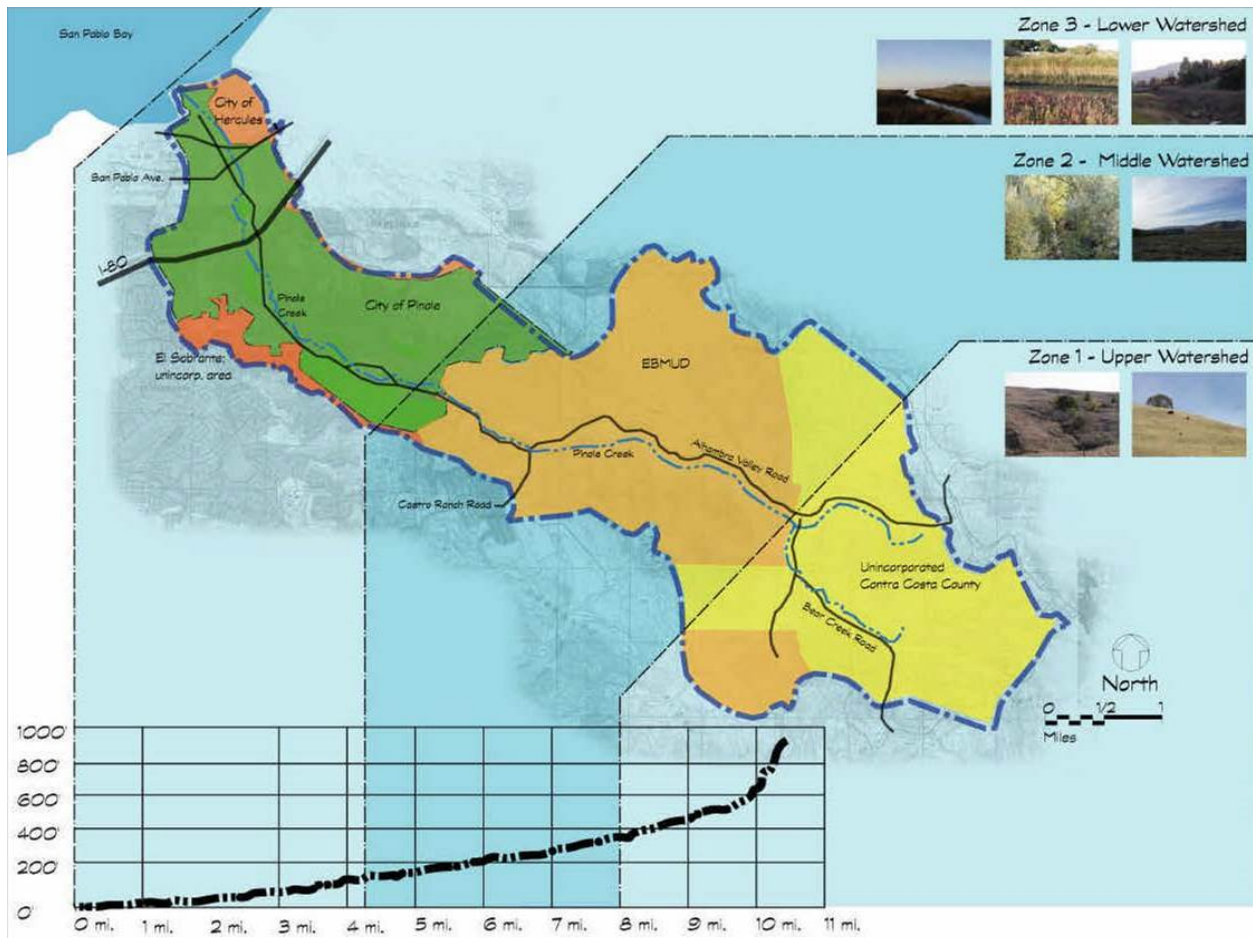 San Pablo Bay
Zone 3 - Lower Watershed
City of
Hercules
San Pablo Ave.
Zone 2 - Middle Watershed
I-80
Pinole
Creek
City of Pinole
El Sobrante:
unincorp. area
EBMUD
Zone 1 - Upper Watershed
Pinole Creek
Alhambra Valley Road
Castro Ranch Road
Unincorporated
Contra Costa County
Bear Creek Road
North
0 1/2 1
Miles
1000'
800'
600'
400'
200'
0'
0 mi. 1 mi. 2 mi. 3 mi. 4 mi. 5 mi. 6 mi. 7 mi. 8 mi. 9 mi. 10 mi. 11 mi.